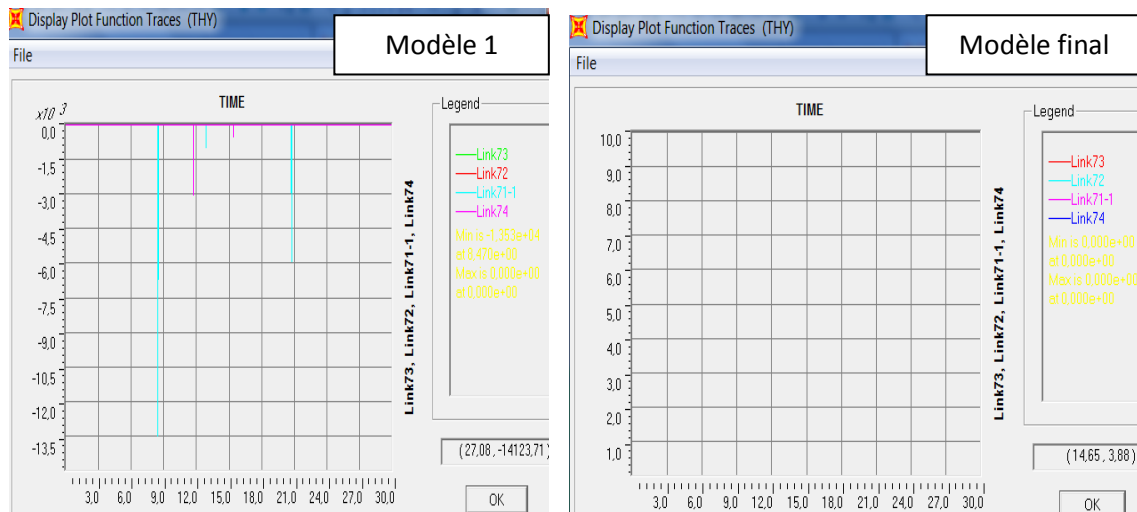 Display Plot Function Traces (THY)
Modèle 1
File
TIME
x10 3
0,0
-1,5
-3,0
-4,5
-6,0
-7,5
-9,0
-10,5
-12,0
-13,5
3,0 6,0 9,0 12,0 15,0 18,0 21,0 24,0 27,0 30,0
Link73, Link72, Link71-1, Link74
Legend
Link73
Link72
Link71-1
Link74
Min is -1.353e+04
at 8.470e+00
Max is 0.000e+00
at 0.000e+00
(27,08 , -14123,71)
OK
Display Plot Function Traces (THY)
Modèle final
File
TIME
10,0
9,0
8,0
7,0
6,0
5,0
4,0
3,0
2,0
1,0
3,0 6,0 9,0 12,0 15,0 18,0 21,0 24,0 27,0 30,0
Link73, Link72, Link71-1, Link74
Legend
Link73
Link72
Link71-1
Link74
Min is 0.000e+00
at 0.000e+00
Max is 0.000e+00
at 0.000e+00
(14,65 , 3,88)
OK